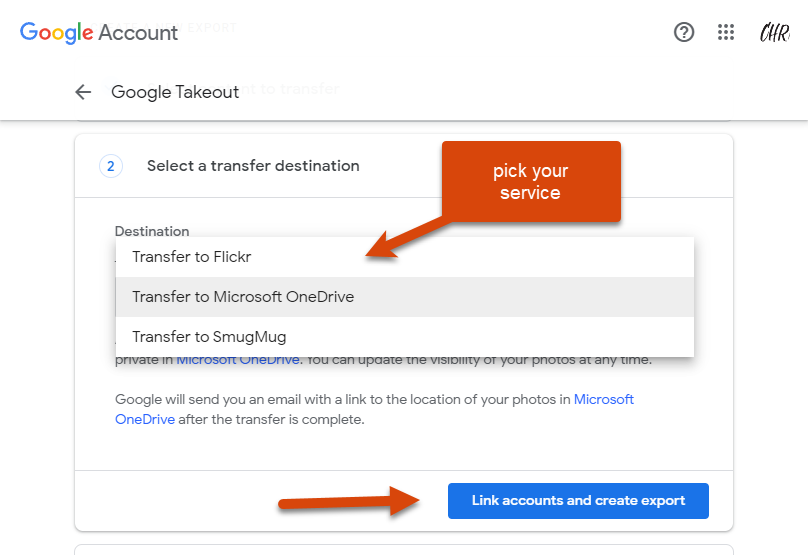 Google Account
CHR
Google Takeout
2 Select a transfer destination
pick your
service
Destination
Transfer to Flickr
Transfer to Microsoft OneDrive
Transfer to SmugMug
private in Microsoft OneDrive. You can update the visibility of your photos at any time.
Google will send you an email with a link to the location of your photos in Microsoft
OneDrive after the transfer is complete.
Link accounts and create export